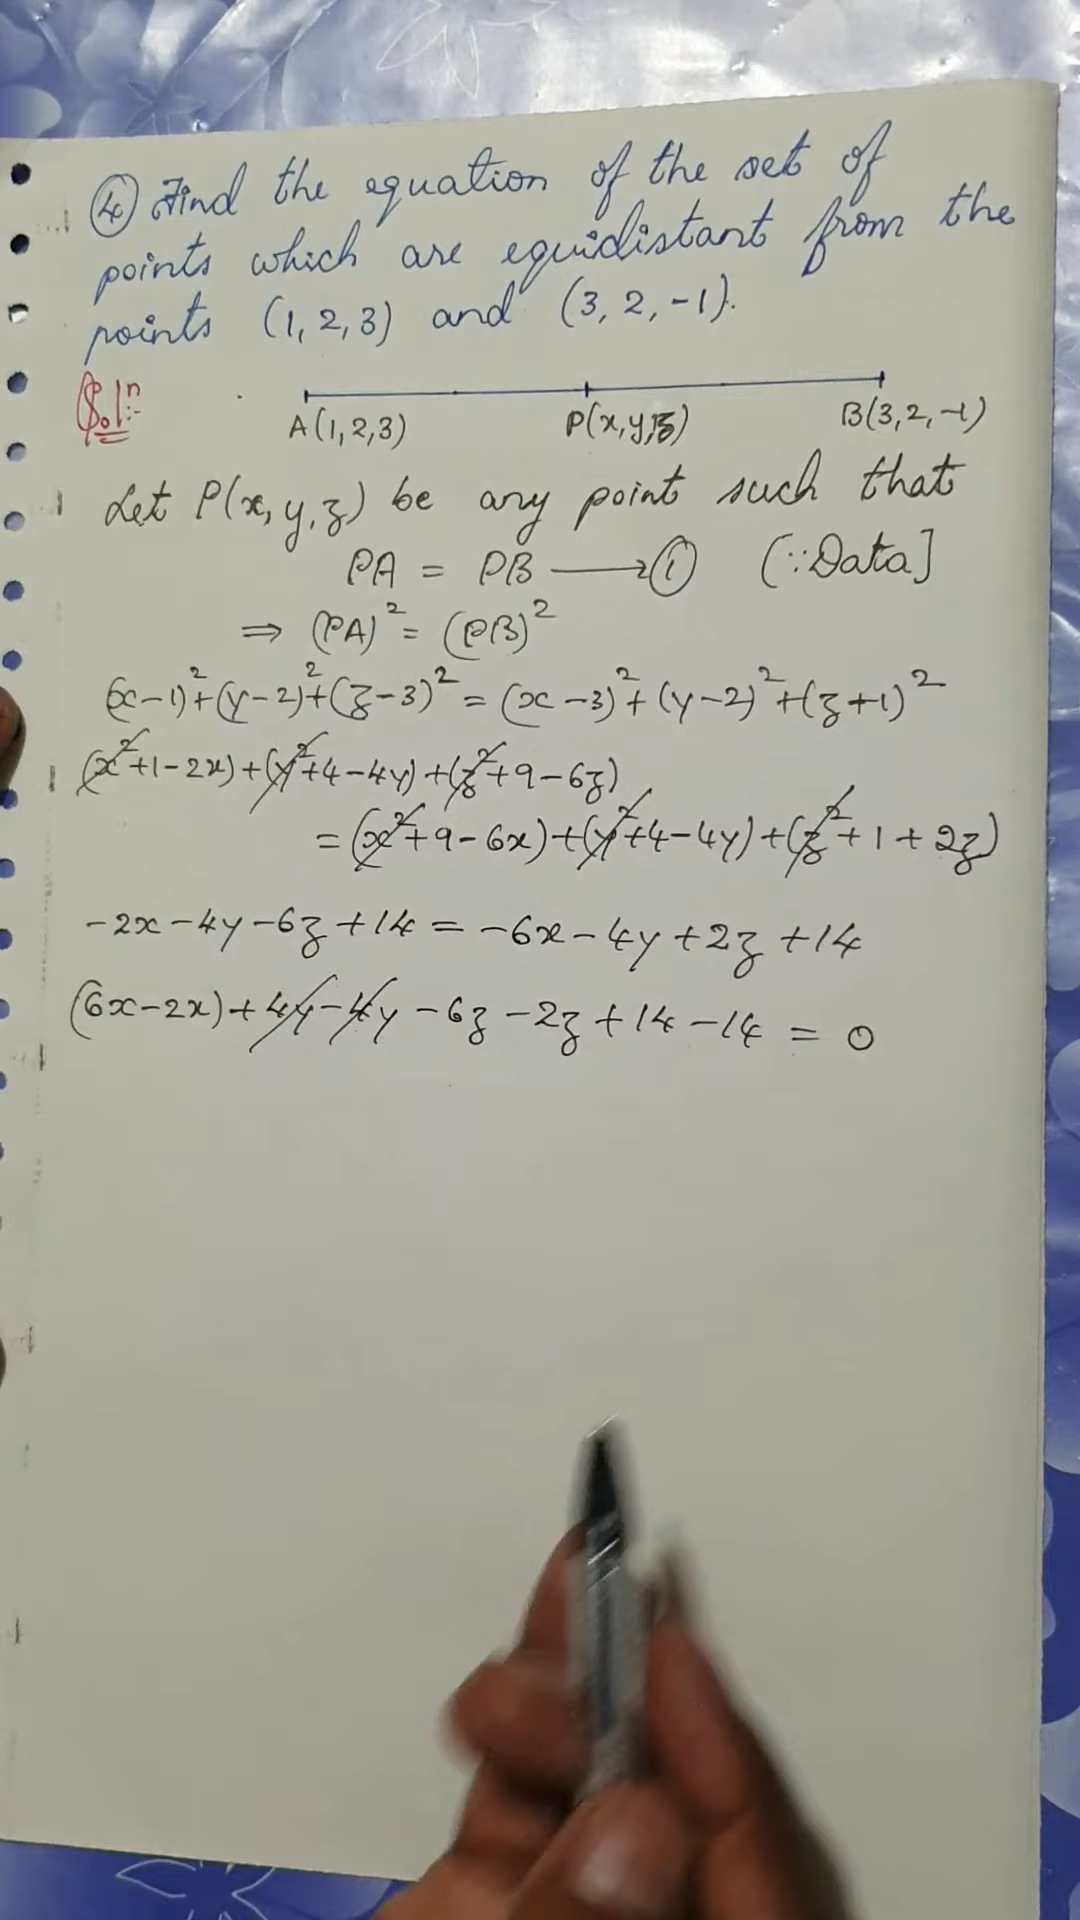 ④ Find the equation of the set of
points which are equidistant from the
points (1, 2, 3) and (3, 2, -1).
Solⁿ:-
A(1,2,3) P(x,y,z) B(3,2,-1)
Let P(x, y, z) be any point such that
PA = PB ⟶ ① (∵ Data]
⇒ (PA)² = (PB)²
(x-1)²+(y-2)²+(z-3)² = (x-3)²+(y-2)²+(z+1)²
(x²+1-2x)+(y²+4-4y)+(z²+9-6z)
=(x²+9-6x)+(y²+4-4y)+(z²+1+2z)
-2x-4y-6z+14 = -6x-4y+2z+14
(6x-2x)+4y-4y-6z-2z+14-14 = 0